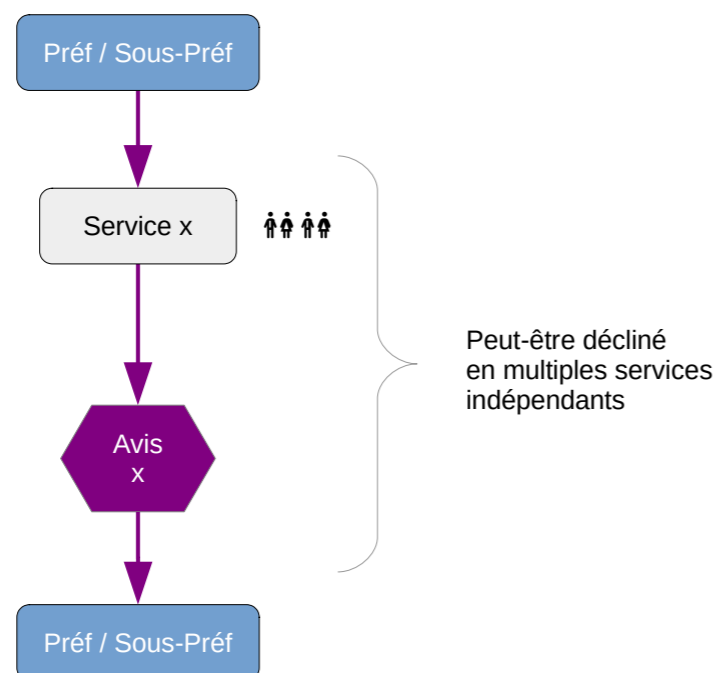 Préf / Sous-Préf
Service x
Peut-être décliné
en multiples services
indépendants
Avis
x
Préf / Sous-Préf